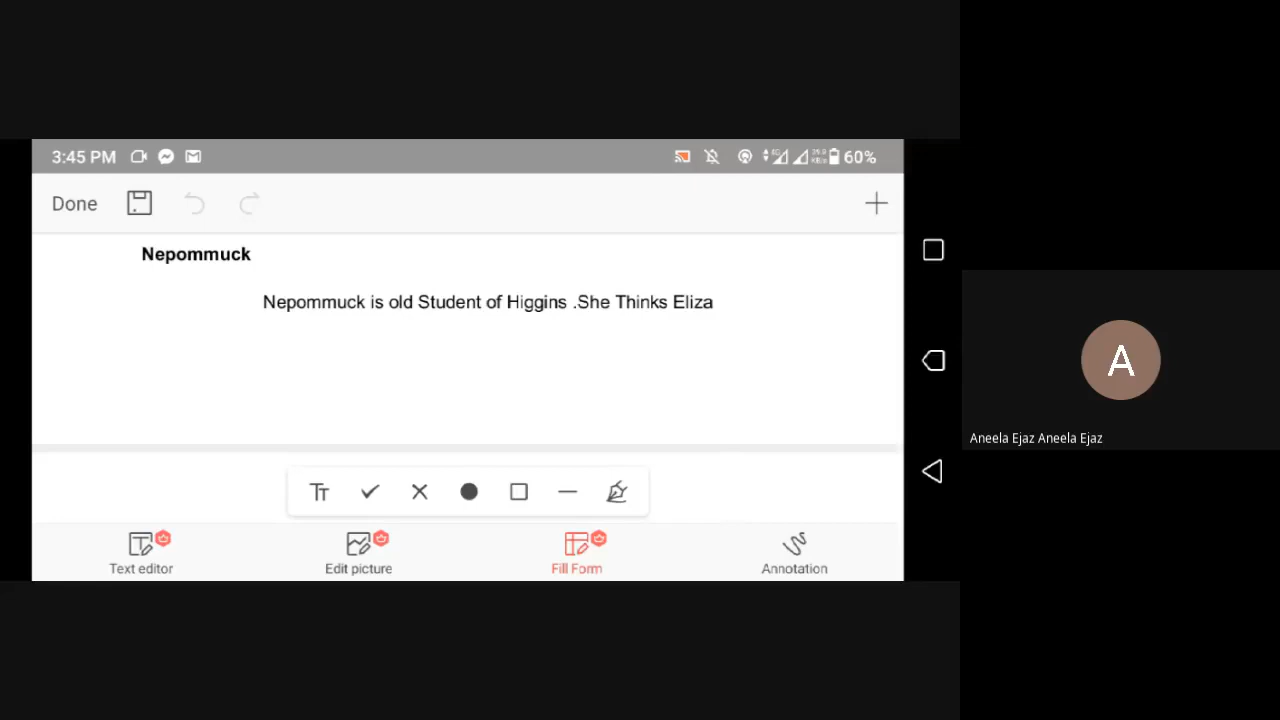 3:45 PM 60%
Done
Nepommuck
Nepommuck is old Student of Higgins .She Thinks Eliza
A
Aneela Ejaz Aneela Ejaz
Text editor
Edit picture
Fill Form
Annotation